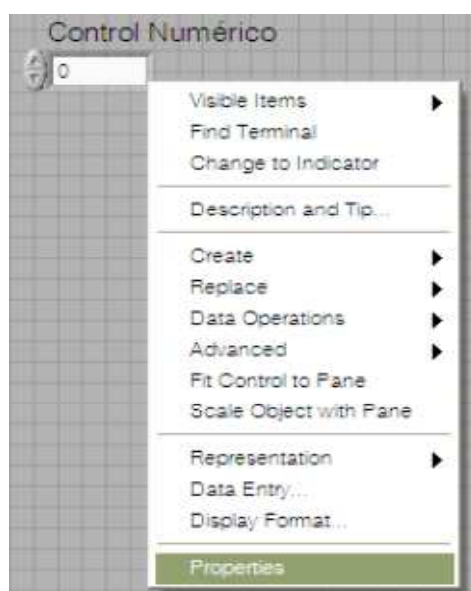 Control Numérico
0
Visible Items
Find Terminal
Change to Indicator
Description and Tip...
Create
Replace
Data Operations
Advanced
Fit Control to Pane
Scale Object with Pane
Representation
Data Entry...
Display Format...
Properties